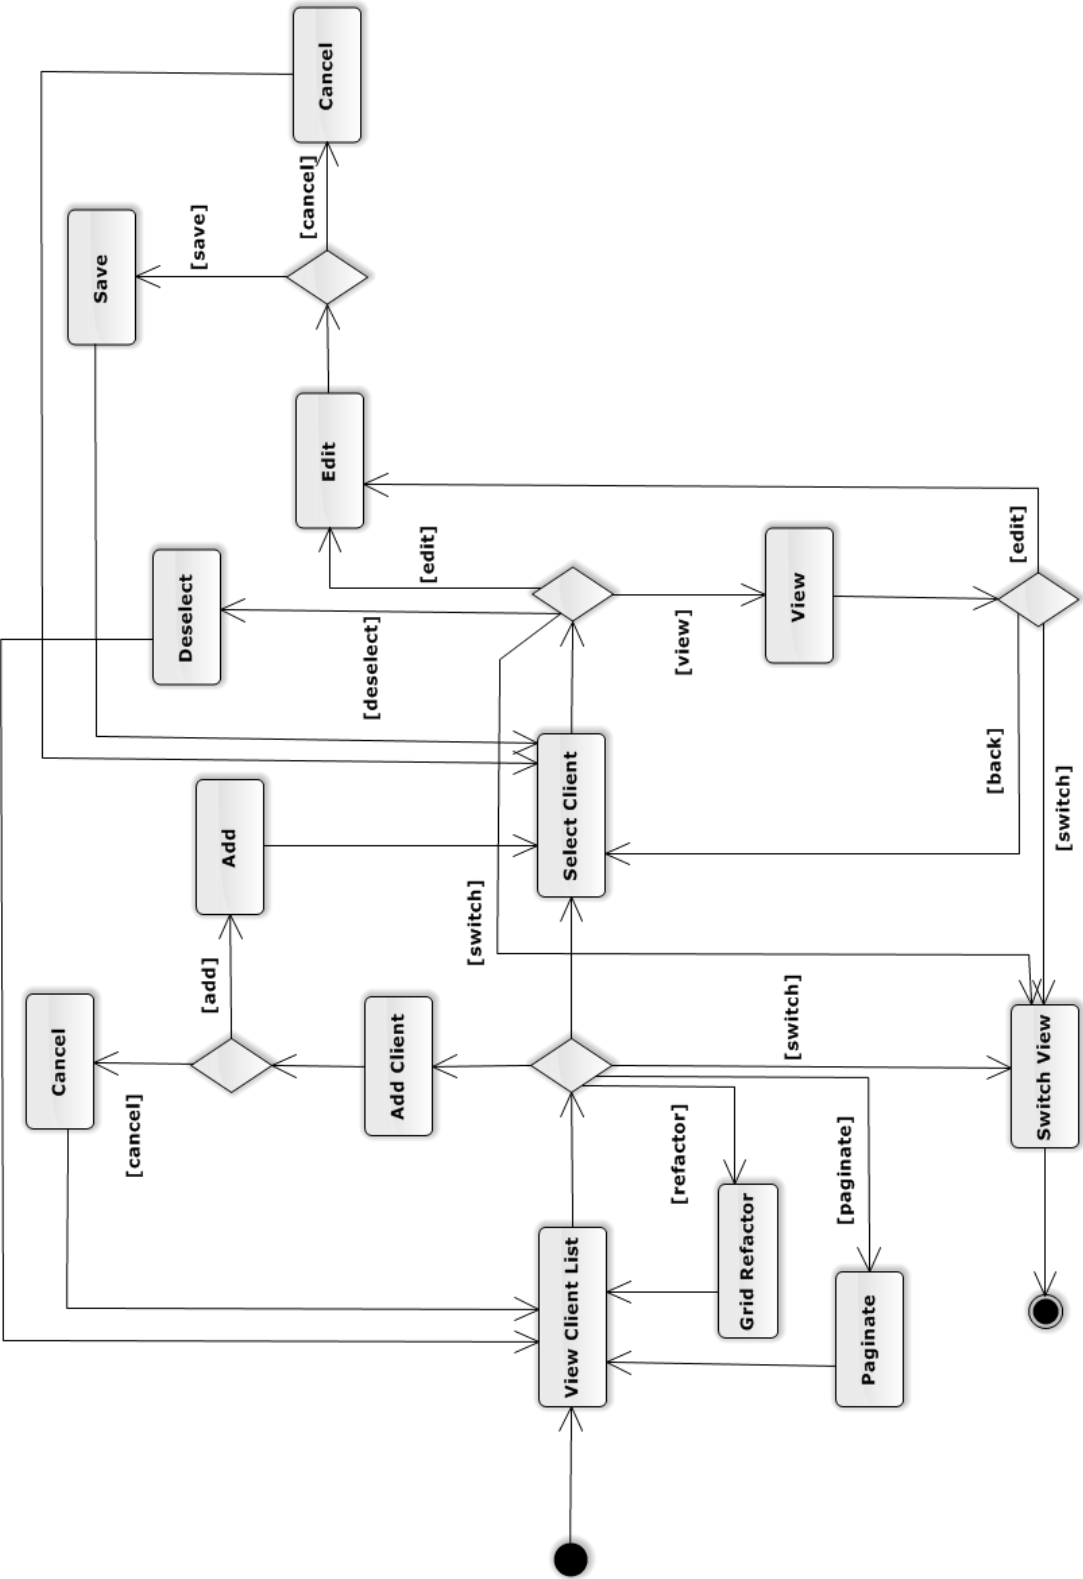 Cancel
[cancel]
Save
[save]
Edit
[edit]
Deselect
[deselect]
View
[view]
[edit]
[back]
[switch]
Select Client
Add
[add]
[switch]
Cancel
[cancel]
Add Client
[switch]
Switch View
[refactor]
[paginate]
View Client List
Grid Refactor
Paginate